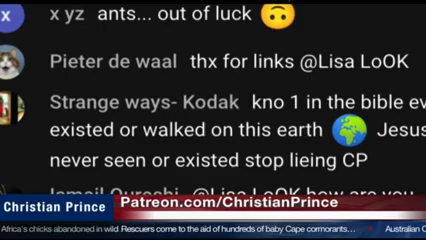 x
x yz ants... out of luck 🙃
Pieter de waal thx for links @Lisa LoOK
Strange ways- Kodak kno 1 in the bible ev
existed or walked on this earth 🌍 Jesus
never seen or existed stop lieing CP
Ismail Qureshi @Lisa LoOK how are you
Christian Prince
Patreon.com/ChristianPrince
Africa's chicks abandoned in wild Rescuers come to the aid of hundreds of baby Cape cormorants... Australian C